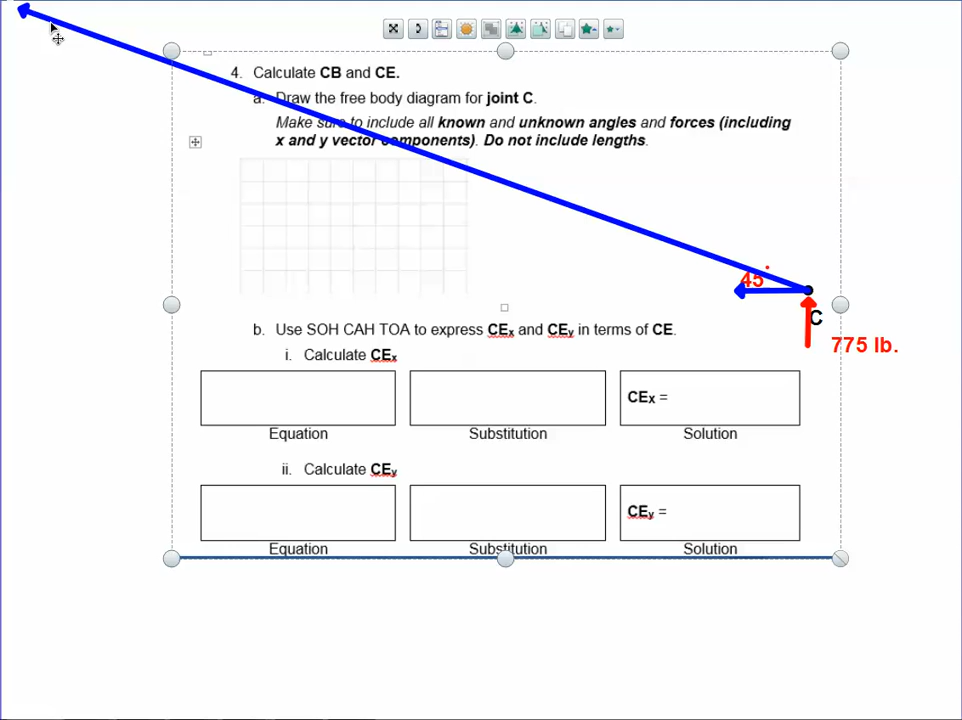 4. Calculate CB and CE.
a. Draw the free body diagram for joint C.
Make sure to include all known and unknown angles and forces (including
x and y vector components). Do not include lengths.
45°
C
775 lb.
b. Use SOH CAH TOA to express CEx and CEy in terms of CE.
i. Calculate CEx
CEx =
Equation Substitution Solution
ii. Calculate CEy
CEy =
Equation Substitution Solution